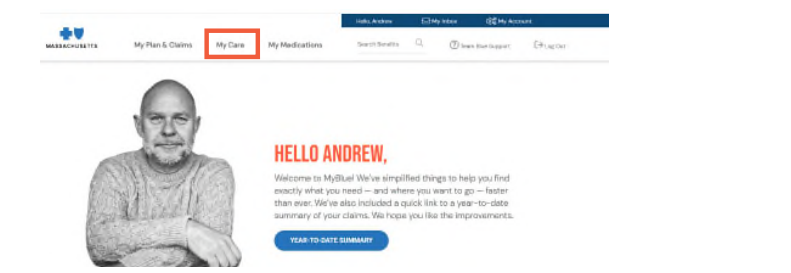 Hello, Andrew My Inbox My Account
MASSACHUSETTS My Plan & Claims My Care My Medications Search Benefits Team Blue Support Log Out
HELLO ANDREW,
Welcome to MyBlue! We've simplified things to help you find
exactly what you need — and where you want to go — faster
than ever. We've also included a quick link to a year-to-date
summary of your claims. We hope you like the improvements.
YEAR-TO-DATE SUMMARY